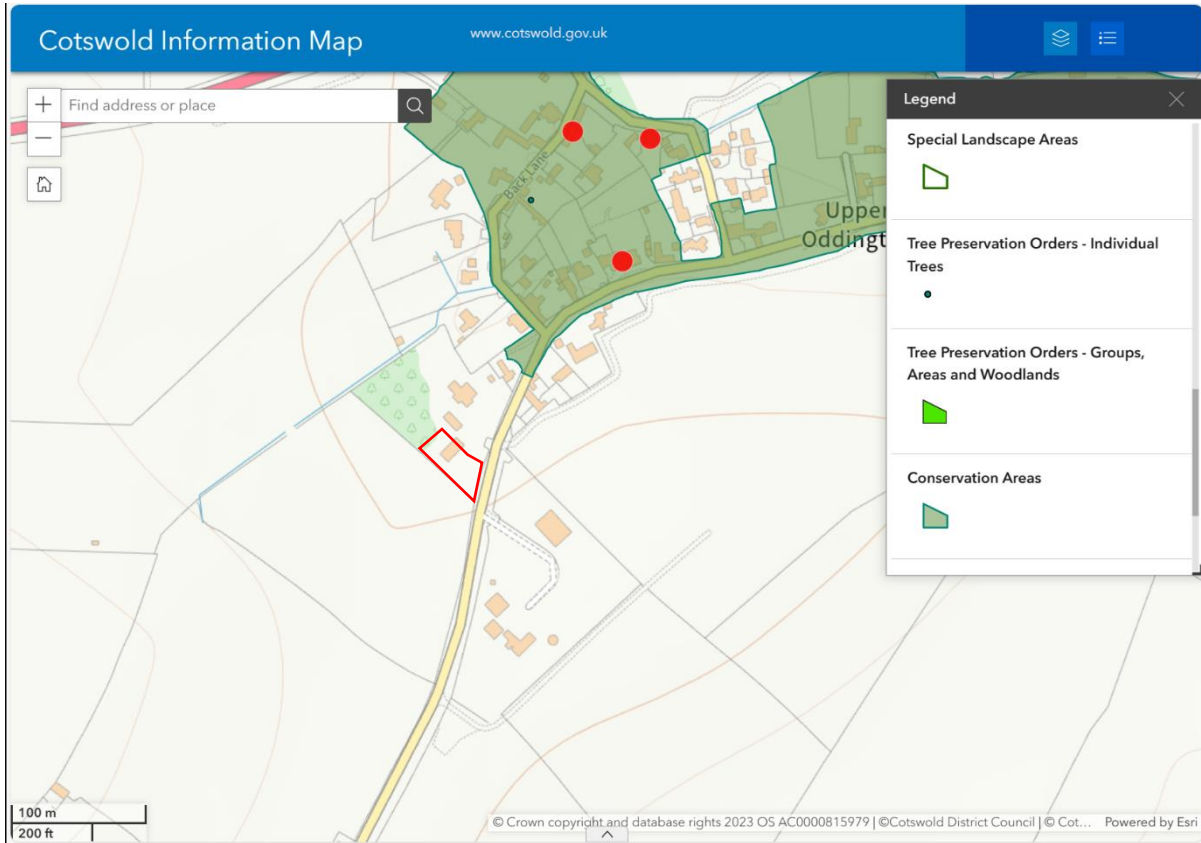 Cotswold Information Map
www.cotswold.gov.uk
+
Find address or place
−
Back Lane
Upper
Oddingt
Legend
Special Landscape Areas
Tree Preservation Orders - Individual
Trees
Tree Preservation Orders - Groups,
Areas and Woodlands
Conservation Areas
100 m
200 ft
© Crown copyright and database rights 2023 OS AC0000815979 | ©Cotswold District Council | © Cot... Powered by Esri